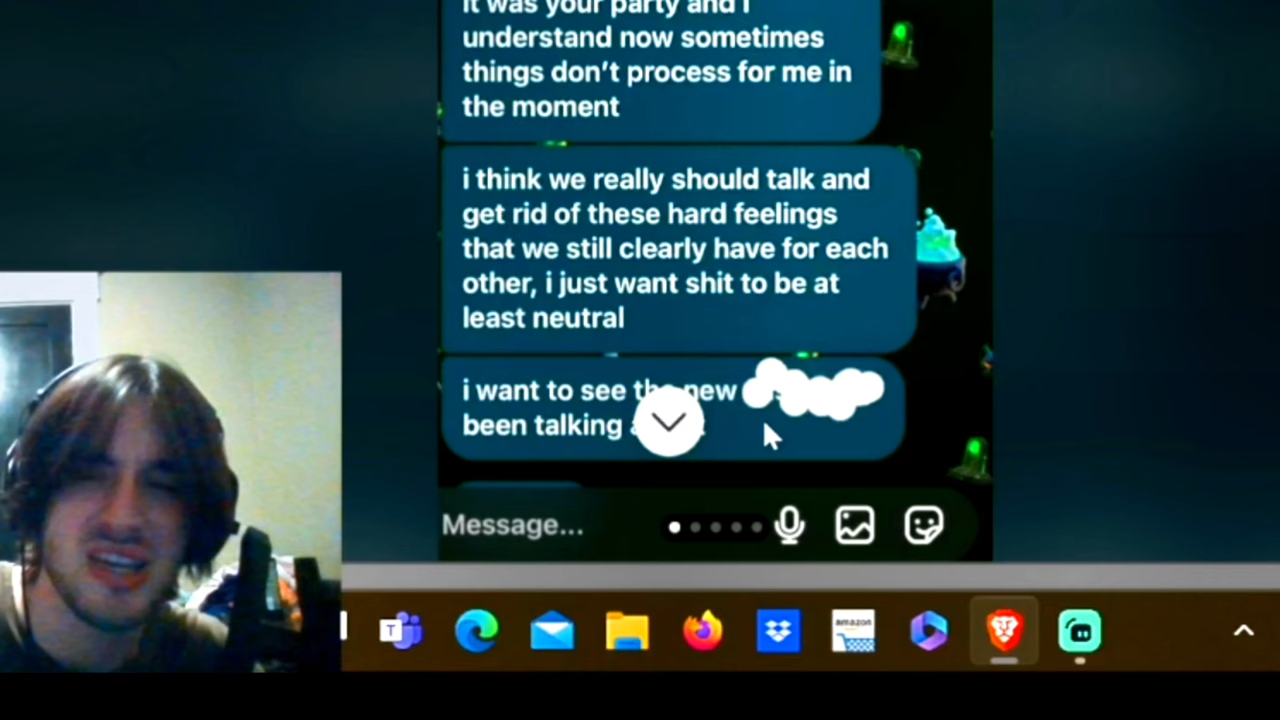 it was your party and I
understand now sometimes
things don't process for me in
the moment
i think we really should talk and
get rid of these hard feelings
that we still clearly have for each
other, i just want shit to be at
least neutral
i want to see the new
been talking
Message...
T
amazon